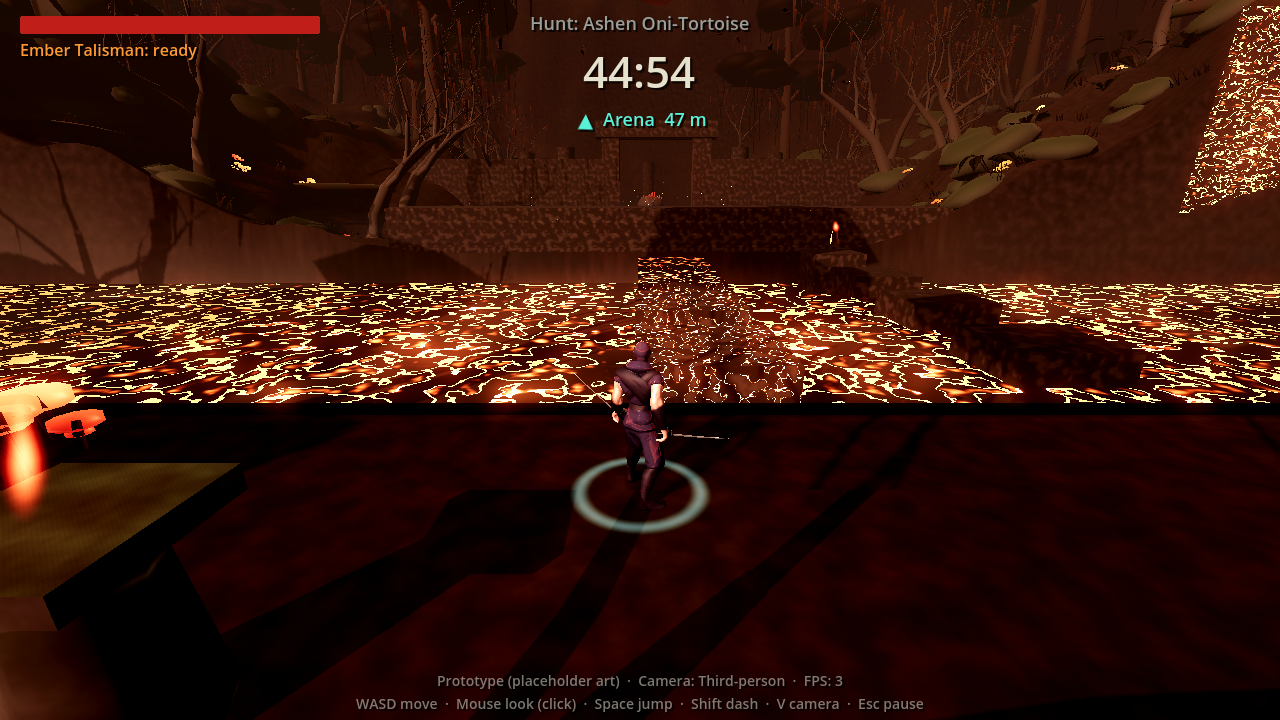 Hunt: Ashen Oni-Tortoise
Ember Talisman: ready
44:54
▲ Arena 47 m
Prototype (placeholder art) · Camera: Third-person · FPS: 3
WASD move · Mouse look (click) · Space jump · Shift dash · V camera · Esc pause